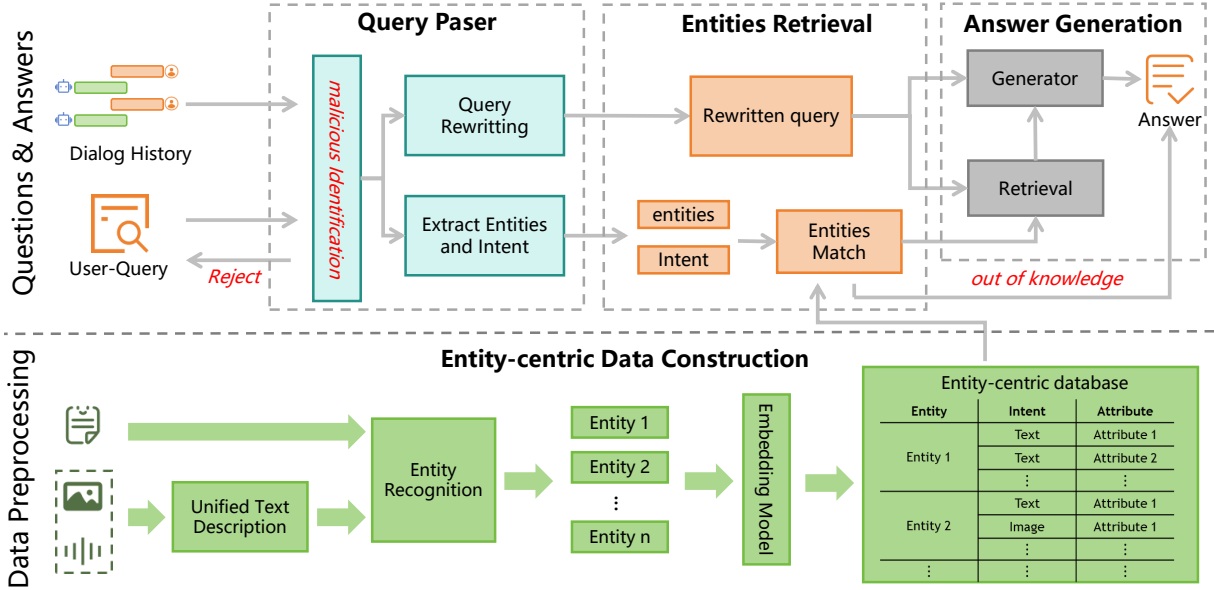 Questions & Answers
Query Paser
Entities Retrieval
Answer Generation
Dialog History
User-Query
Reject
malicious Identification
Query
Rewritting
Extract Entities
and Intent
Rewritten query
entities
Intent
Entities
Match
Generator
Retrieval
Answer
out of knowledge
Data Preprocessing
Entity-centric Data Construction
Unified Text
Description
Entity
Recognition
Entity 1
Entity 2
⋮
Entity n
Embedding Model
Entity-centric database
Entity Intent Attribute
Entity 1
Text Attribute 1
Text Attribute 2
⋮ ⋮
Entity 2
Text Attribute 1
Image Attribute 1
⋮ ⋮
⋮ ⋮ ⋮